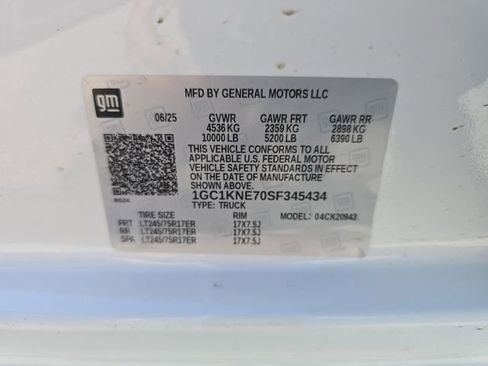 gm
MFD BY GENERAL MOTORS LLC
06/25 GVWR GAWR FRT GAWR RR
4536 KG 2359 KG 2898 KG
10000 LB 5200 LB 6390 LB
THIS VEHICLE CONFORMS TO ALL
APPLICABLE U.S. FEDERAL MOTOR
VEHICLE SAFETY STANDARDS IN EFFECT
ON THE DATE OF MANUFACTURE SHOWN ABOVE.
1GC1KNE70SF345434
TYPE: TRUCK MODEL: 04CK20943
TIRE SIZE RIM
FRT LT245/75R17ER 17X7.5J
RR LT245/75R17ER 17X7.5J
SPA LT245/75R17ER 17X7.5J